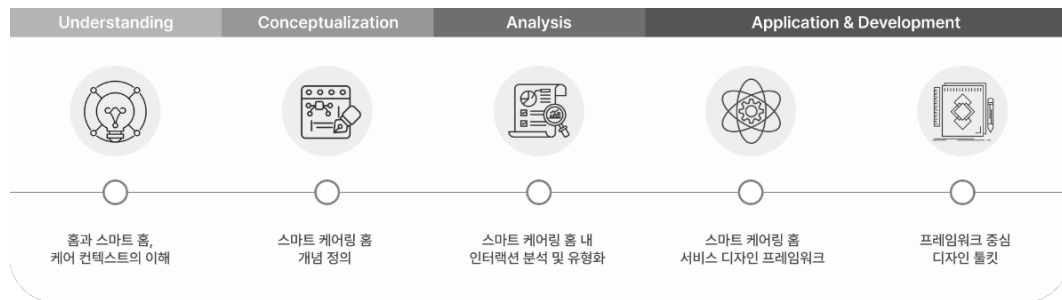 Understanding
Conceptualization
Analysis
Application & Development
홈과 스마트 홈,
케어 컨텍스트의 이해
스마트 케어링 홈
개념 정의
스마트 케어링 홈 내
인터랙션 분석 및 유형화
스마트 케어링 홈
서비스 디자인 프레임워크
프레임워크 중심
디자인 툴킷